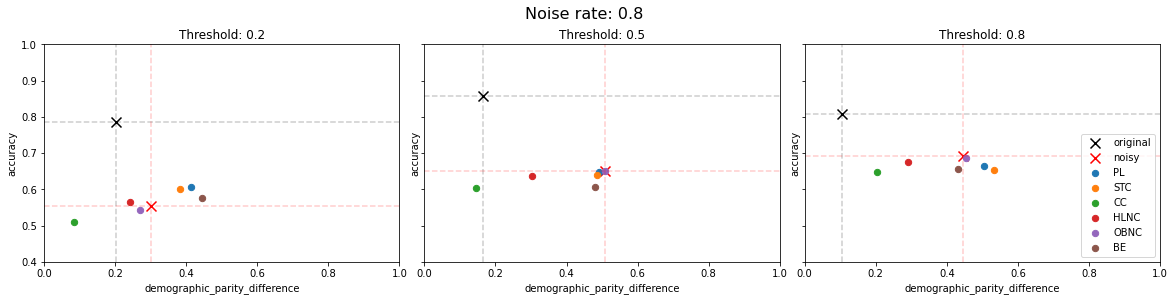 Noise rate: 0.8
Threshold: 0.2
1.0
0.9
0.8
0.7
0.6
0.5
0.4
accuracy
0.0 0.2 0.4 0.6 0.8 1.0
demographic_parity_difference
Threshold: 0.5
accuracy
0.0 0.2 0.4 0.6 0.8 1.0
demographic_parity_difference
Threshold: 0.8
accuracy
original
noisy
PL
STC
CC
HLNC
OBNC
BE
0.0 0.2 0.4 0.6 0.8 1.0
demographic_parity_difference